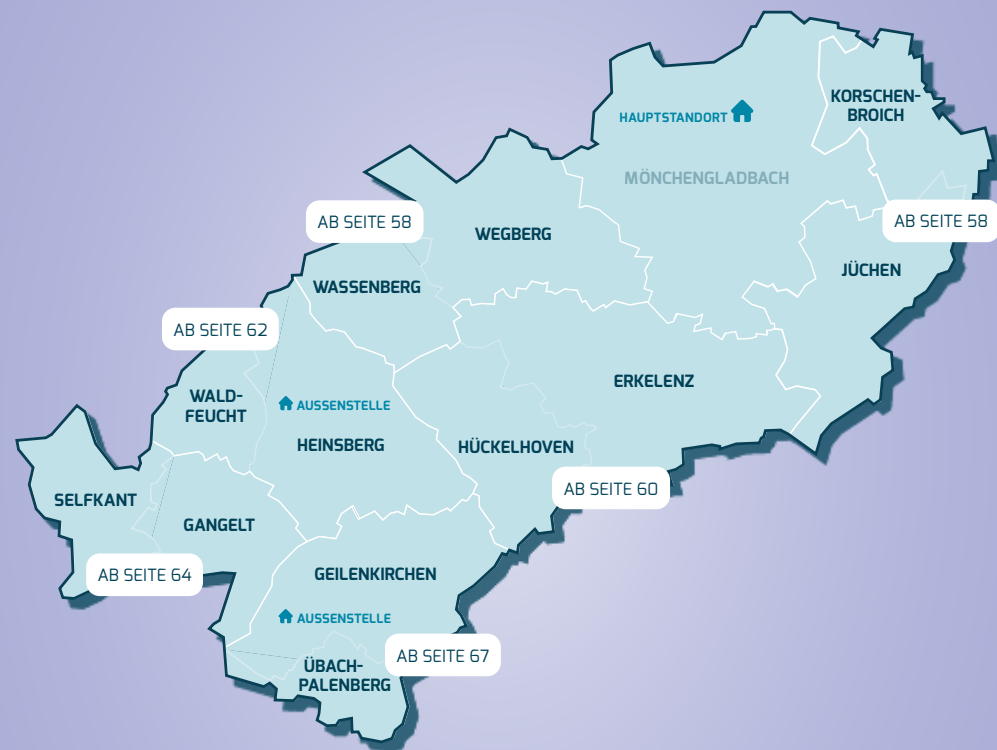 KORSCHEN-
BROICH
HAUPTSTANDORT
MÖNCHENGLADBACH
AB SEITE 58
AB SEITE 58
WEGBERG
JÜCHEN
WASSENBERG
AB SEITE 62
ERKELENZ
WALD-
FEUCHT
AUSSENSTELLE
HEINSBERG
HÜCKELHOVEN
AB SEITE 60
SELFKANT
GANGELT
AB SEITE 64
GEILENKIRCHEN
AUSSENSTELLE
AB SEITE 67
ÜBACH-
PALENBERG